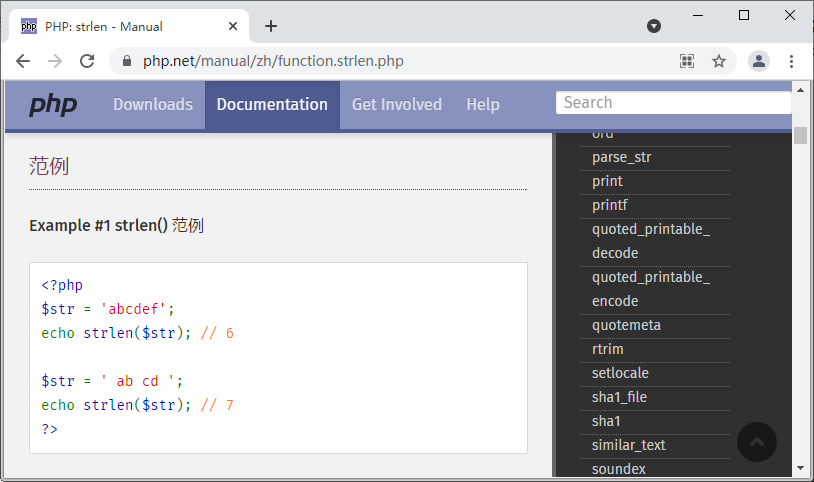 php PHP: strlen - Manual
php.net/manual/zh/function.strlen.php
php Downloads Documentation Get Involved Help Search
范例
Example #1 strlen() 范例
<?php
$str = 'abcdef';
echo strlen($str); // 6
$str = ' ab cd ';
echo strlen($str); // 7
?>
ord
parse_str
print
printf
quoted_printable_
decode
quoted_printable_
encode
quotemeta
rtrim
setlocale
sha1_file
sha1
similar_text
soundex